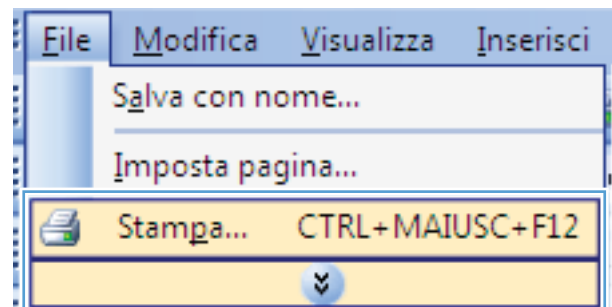 File Modifica Visualizza Inserisci
Salva con nome...
Imposta pagina...
Stampa... CTRL+MAIUSC+F12